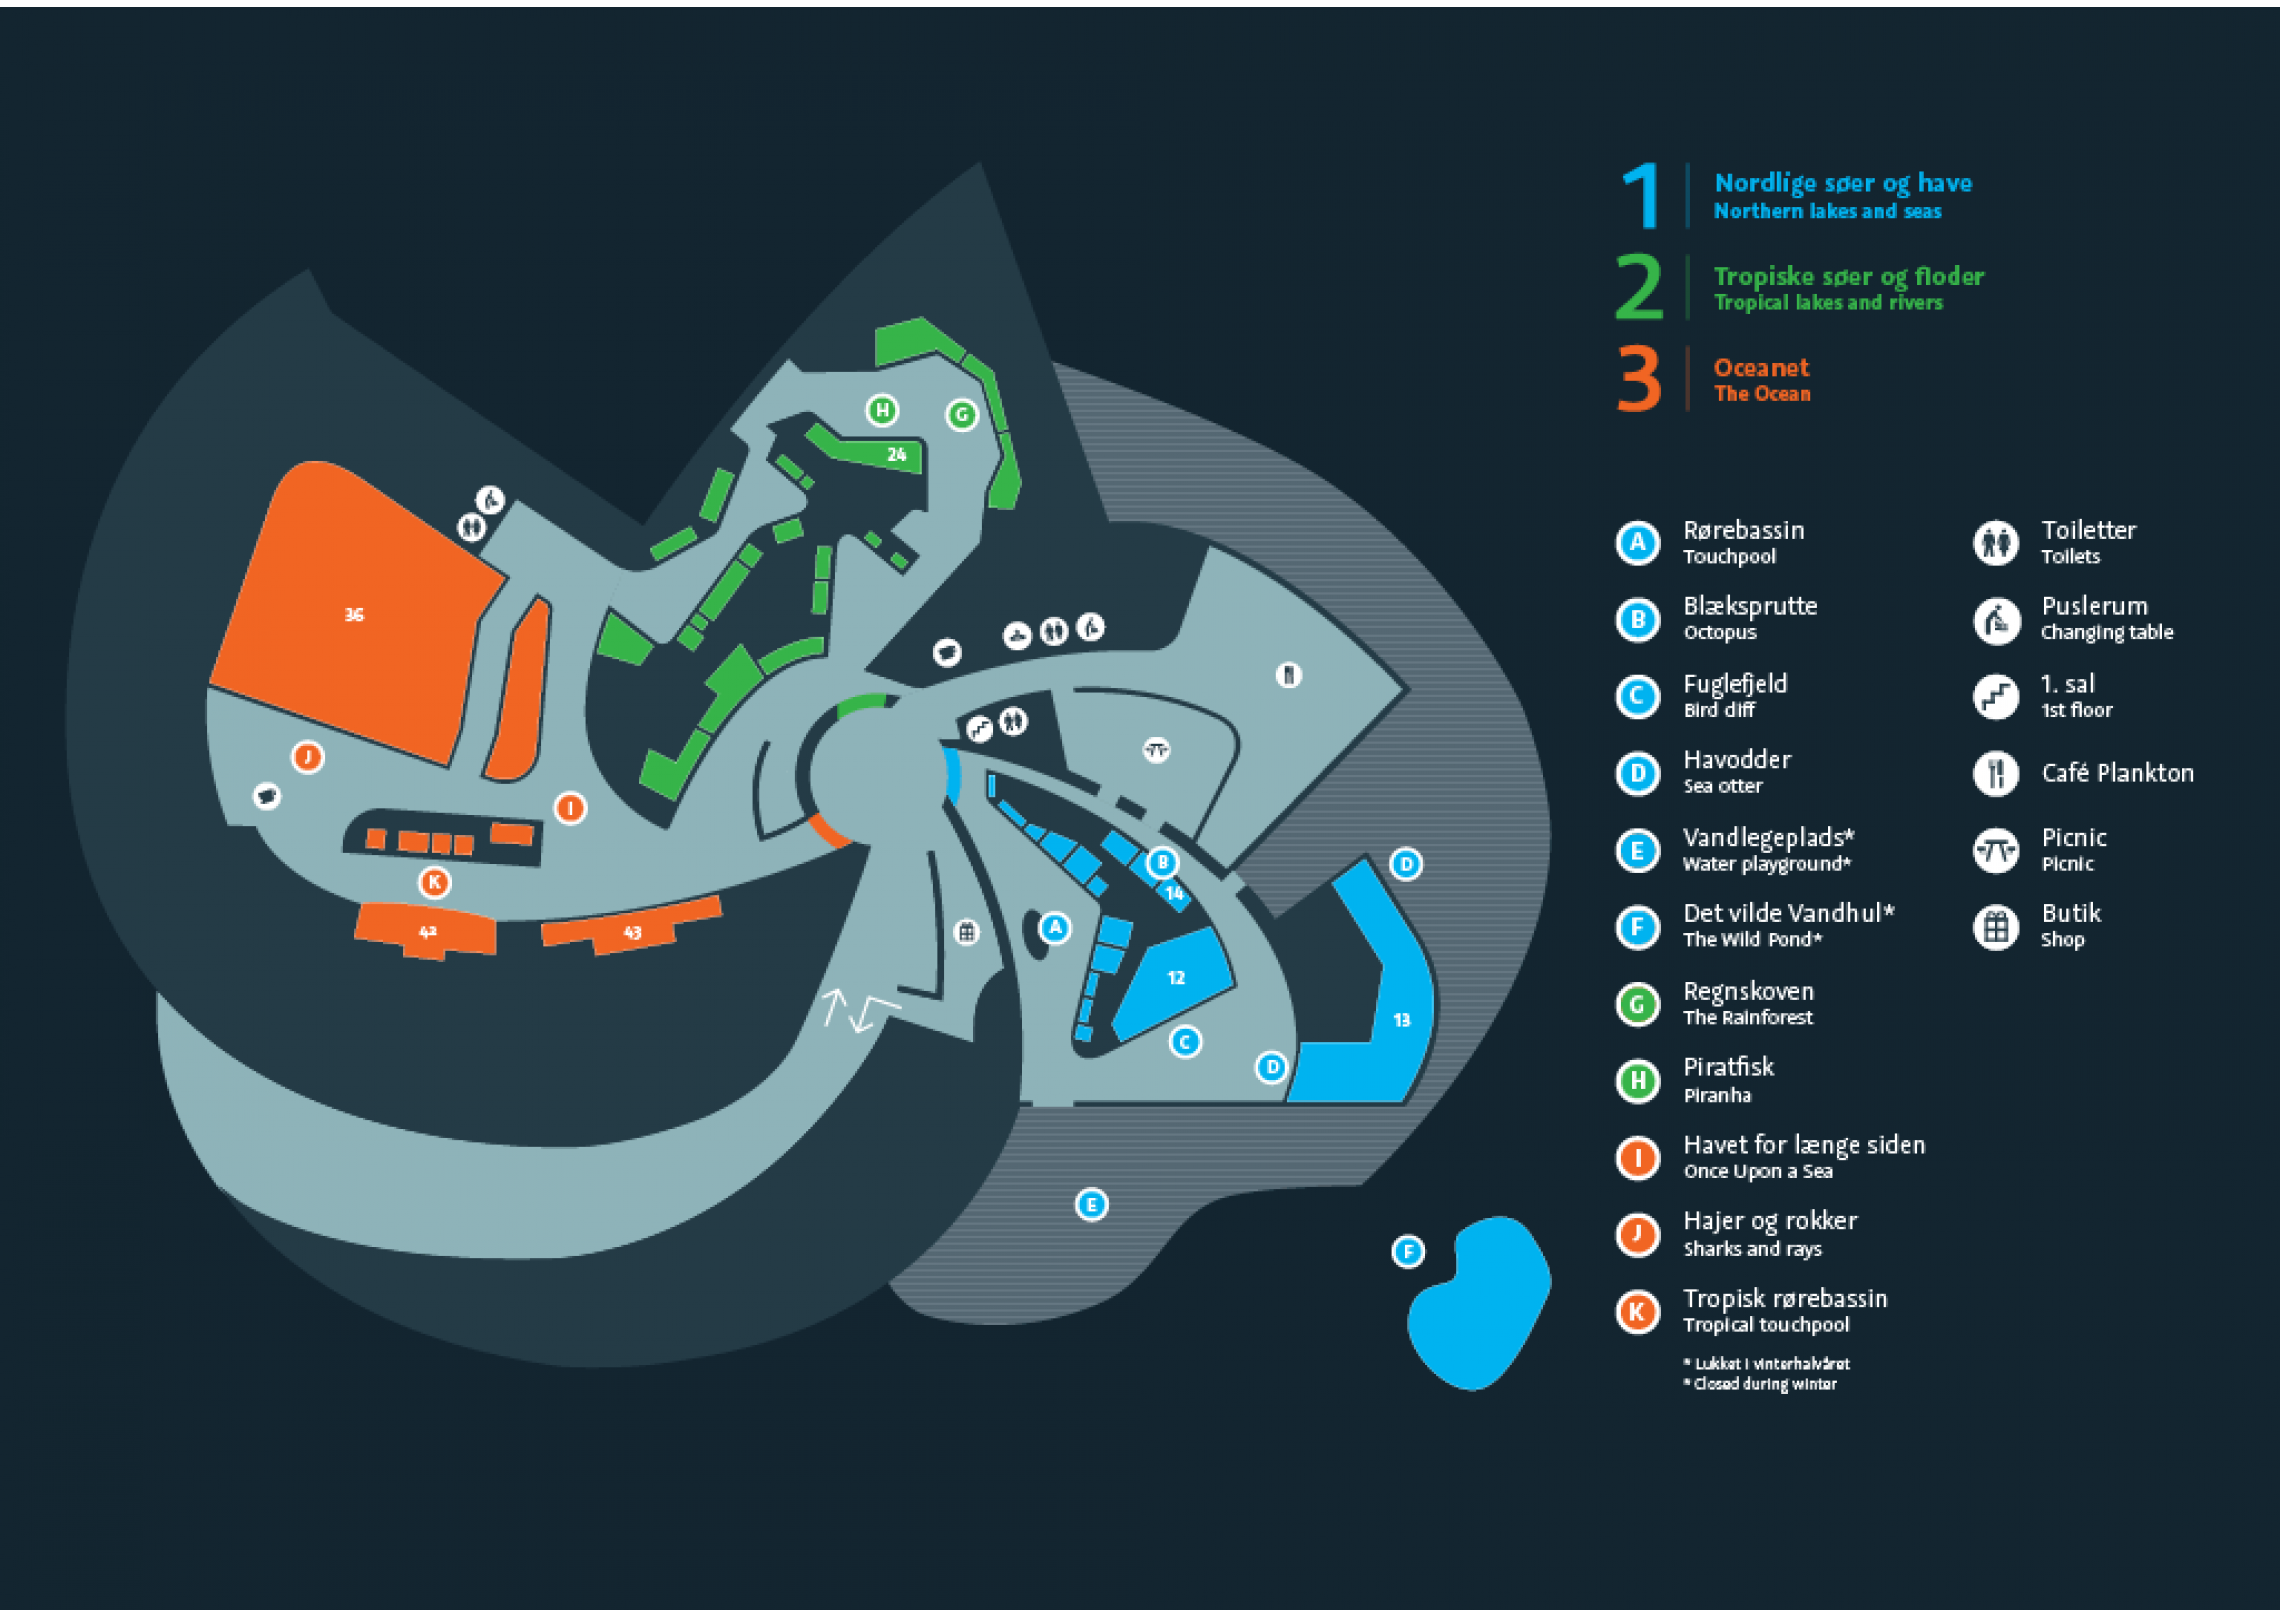 1
Nordlige søer og have
Northern lakes and seas
2
Tropiske søer og floder
Tropical lakes and rivers
3
Oceanet
The Ocean
A
Rørebassin
Touchpool
B
Blæksprutte
Octopus
C
Fuglefjeld
Bird cliff
D
Havodder
Sea otter
E
Vandlegeplads*
Water playground*
F
Det vilde Vandhul*
The Wild Pond*
G
Regnskoven
The Rainforest
H
Piratfisk
Piranha
I
Havet for længe siden
Once Upon a Sea
J
Hajer og rokker
Sharks and rays
K
Tropisk rørebassin
Tropical touchpool
* Lukket i vinterhalvåret
* Closed during winter
Toiletter
Toilets
Puslerum
Changing table
1. sal
1st floor
Café Plankton
Picnic
Picnic
Butik
Shop
H
G
24
36
J
I
K
42
43
B
14
A
12
C
D
D
13
E
F